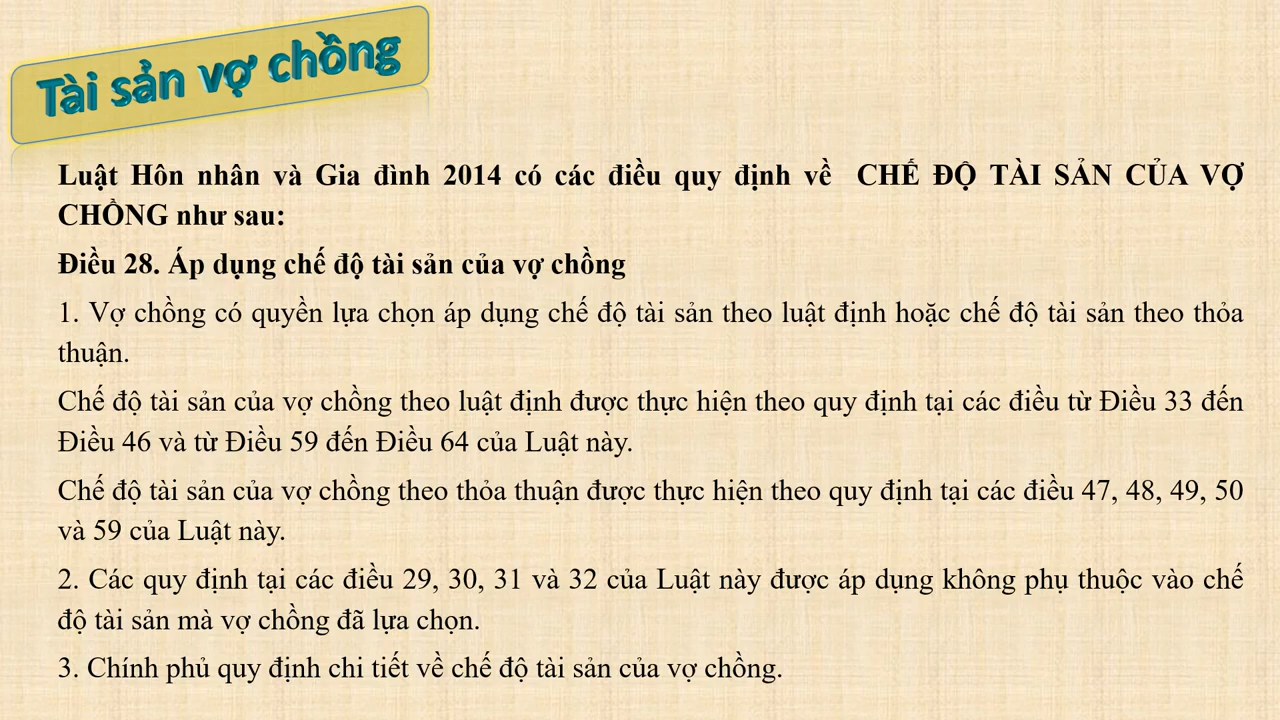 Tài sản vợ chồng
Luật Hôn nhân và Gia đình 2014 có các điều quy định về CHẾ ĐỘ TÀI SẢN CỦA VỢ
CHỒNG như sau:
Điều 28. Áp dụng chế độ tài sản của vợ chồng
1. Vợ chồng có quyền lựa chọn áp dụng chế độ tài sản theo luật định hoặc chế độ tài sản theo thỏa
thuận.
Chế độ tài sản của vợ chồng theo luật định được thực hiện theo quy định tại các điều từ Điều 33 đến
Điều 46 và từ Điều 59 đến Điều 64 của Luật này.
Chế độ tài sản của vợ chồng theo thỏa thuận được thực hiện theo quy định tại các điều 47, 48, 49, 50
và 59 của Luật này.
2. Các quy định tại các điều 29, 30, 31 và 32 của Luật này được áp dụng không phụ thuộc vào chế
độ tài sản mà vợ chồng đã lựa chọn.
3. Chính phủ quy định chi tiết về chế độ tài sản của vợ chồng.